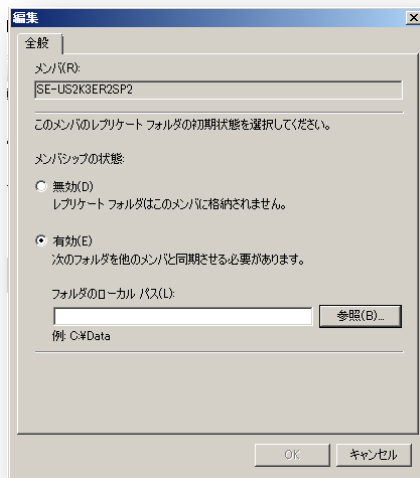 編集
全般
メンバ(R):
SE-US2K3ER2SP2
このメンバのレプリケート フォルダの初期状態を選択してください。
メンバシップの状態:
無効(D)
レプリケート フォルダはこのメンバに格納されません。
有効(E)
次のフォルダを他のメンバと同期させる必要があります。
フォルダのローカル パス(L):
参照(B)...
例: C:¥Data
OK
キャンセル